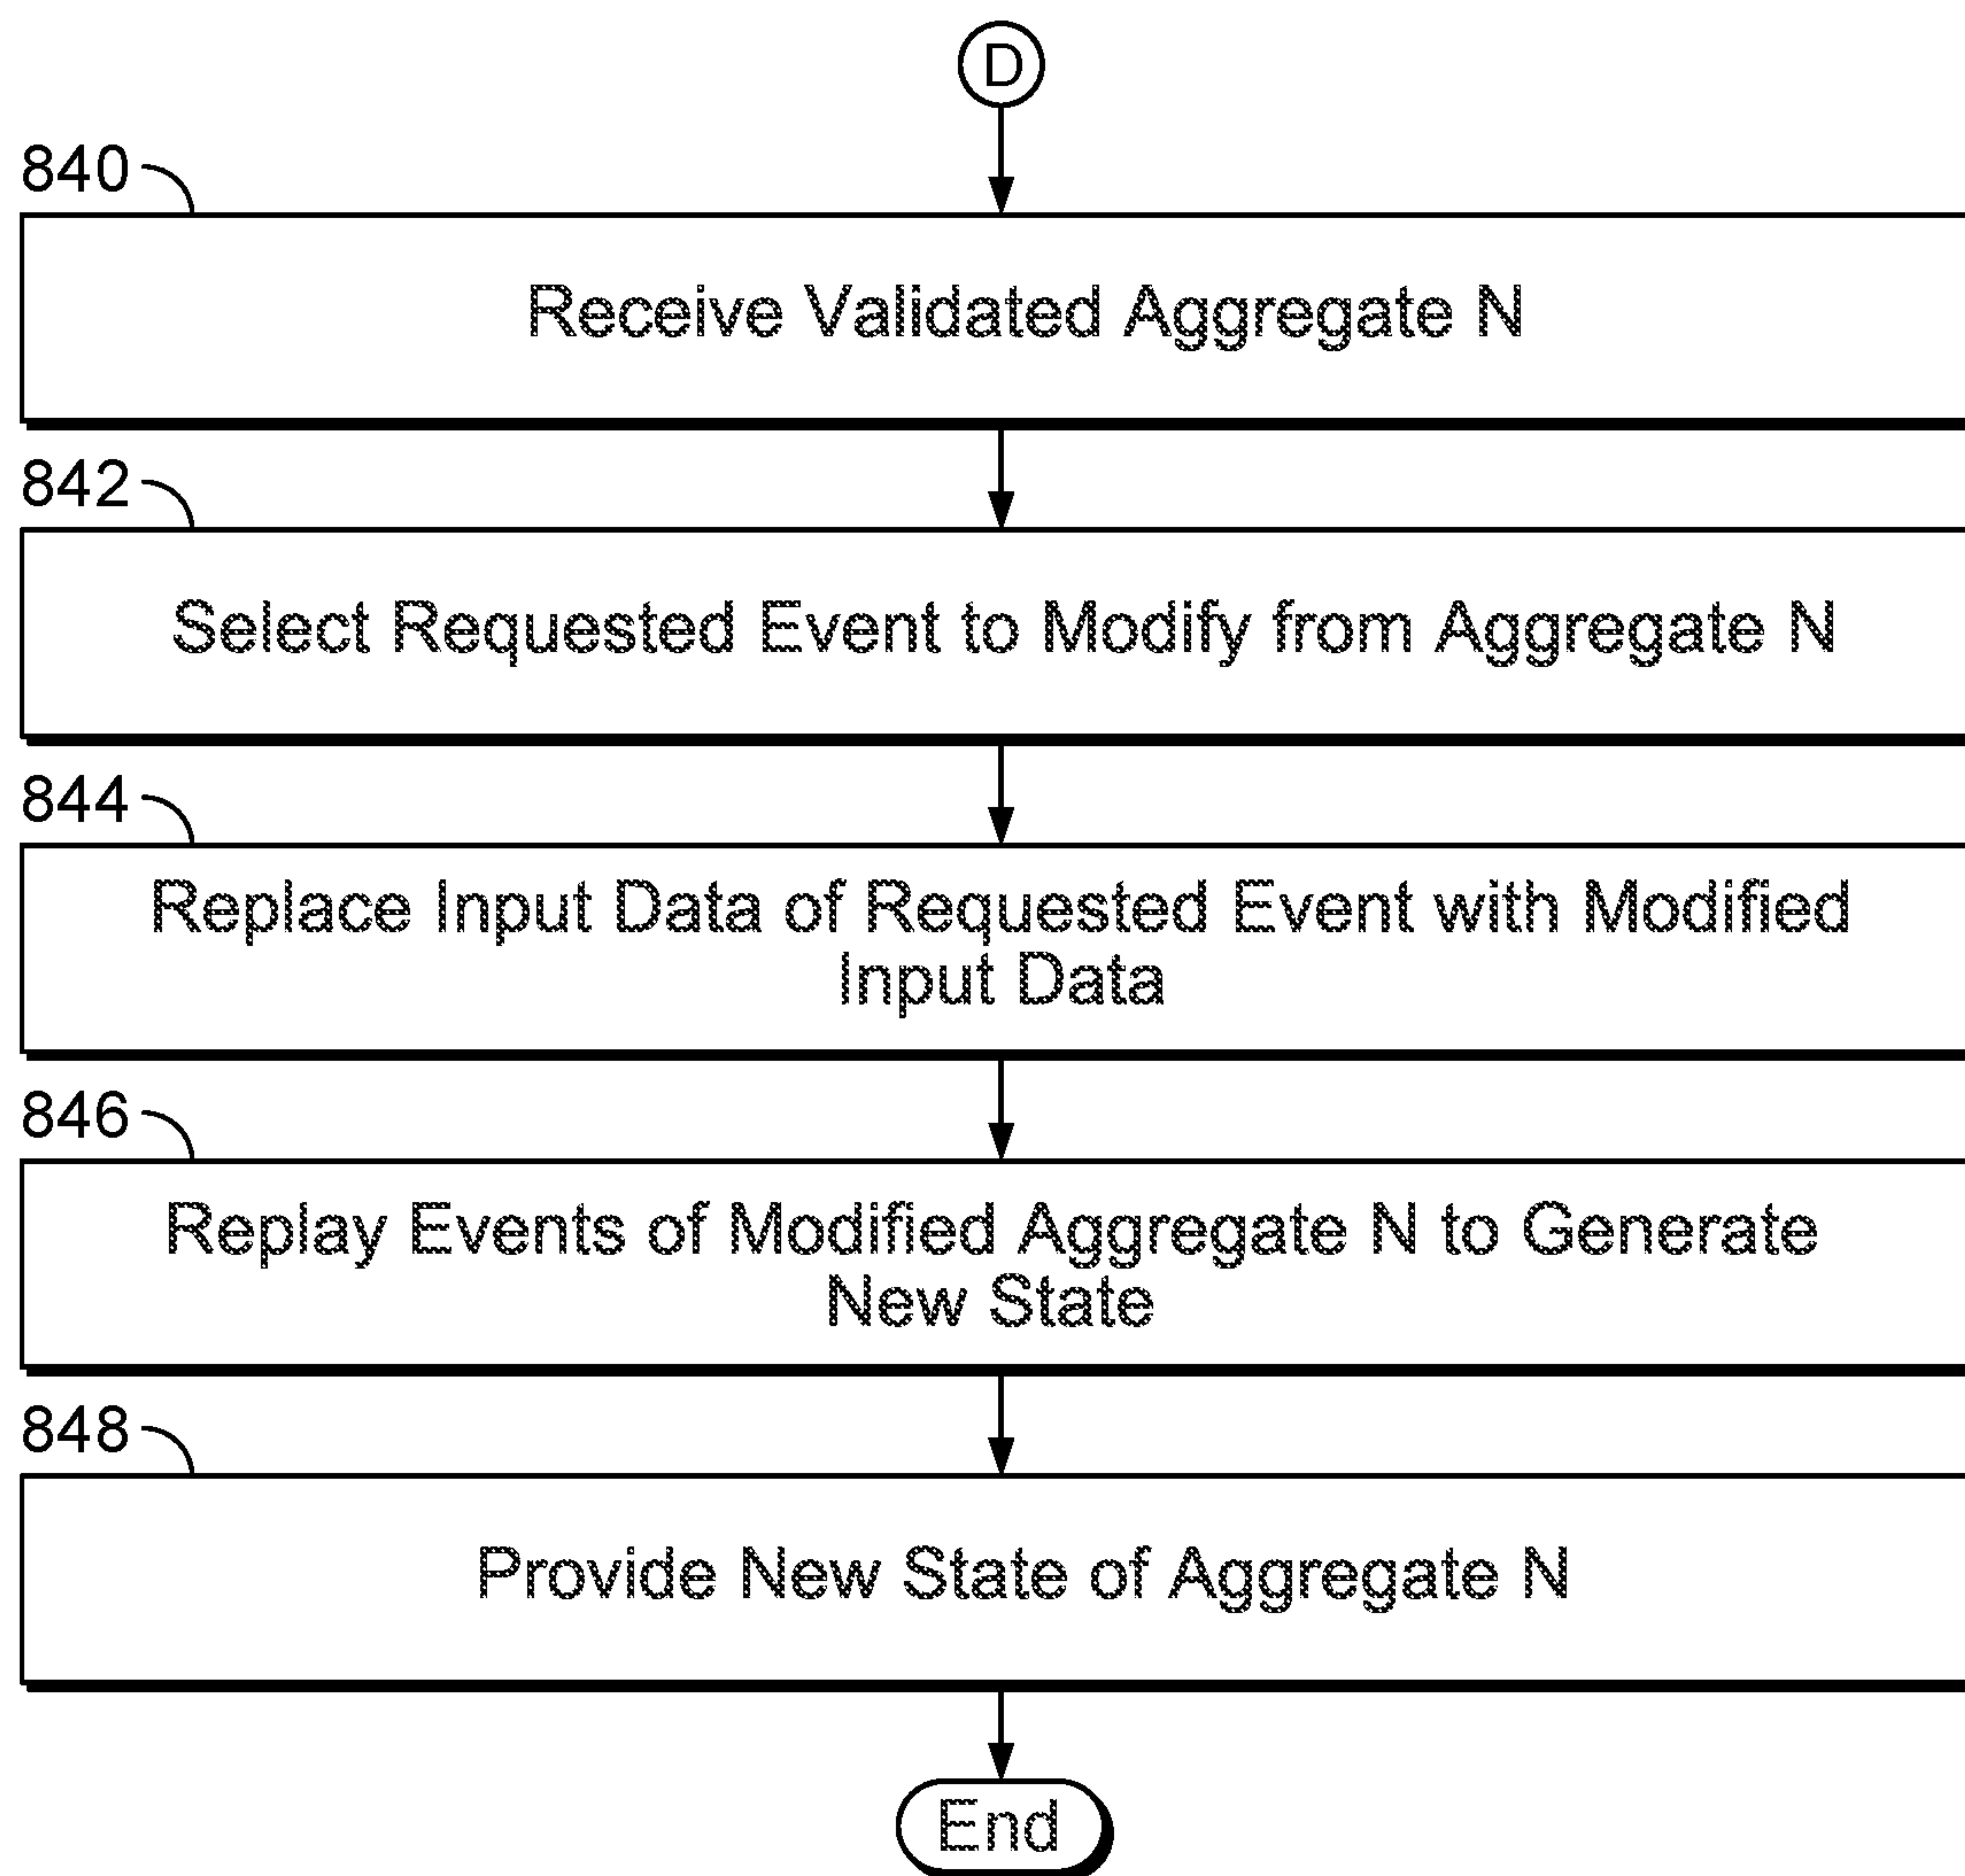 D
840
Receive Validated Aggregate N
842
Select Requested Event to Modify from Aggregate N
844
Replace Input Data of Requested Event with Modified
Input Data
846
Replay Events of Modified Aggregate N to Generate
New State
848
Provide New State of Aggregate N
End